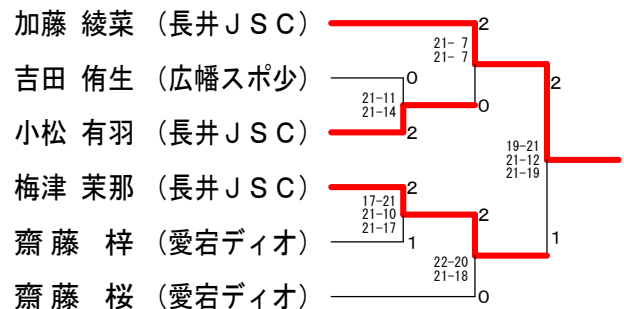 加藤 綾菜 (長井ＪＳＣ) 2
21- 7
21- 7
吉田 侑生 (広幡スポ少) 0
2
21-11
21-14
0
小松 有羽 (長井ＪＳＣ) 2
19-21
21-12
21-19
梅津 茉那 (長井ＪＳＣ) 2
17-21
21-10
21-17
2
齋藤 梓 (愛宕ディオ) 1
1
22-20
21-18
齋藤 桜 (愛宕ディオ) 0